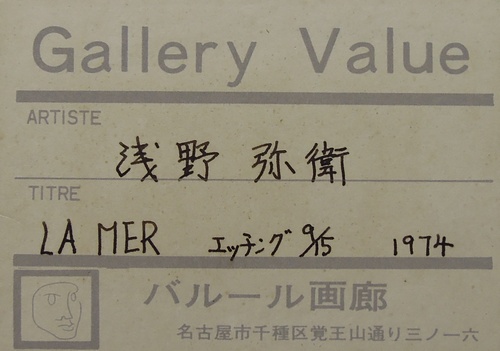 Gallery Value
ARTISTE
浅野 弥衛
TITRE
LA MER エッチング 9/15 1974
バルール画廊
名古屋市千種区覚王山通り三ノ一六